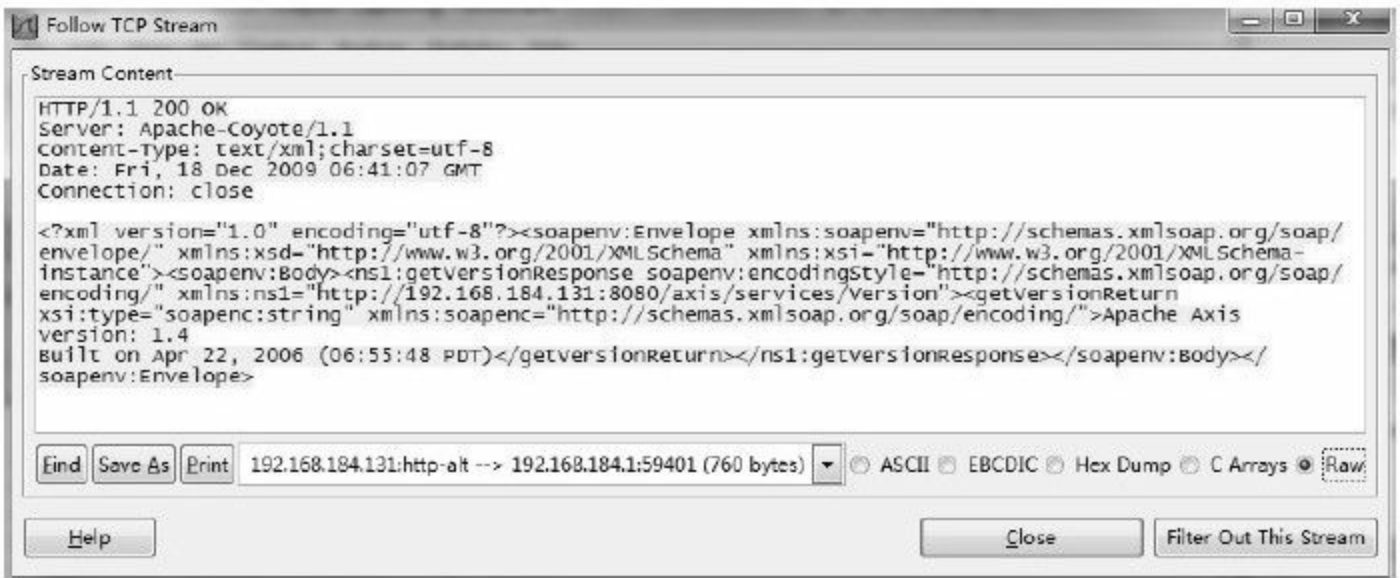 Follow TCP Stream
Stream Content
HTTP/1.1 200 OK
Server: Apache-Coyote/1.1
Content-Type: text/xml;charset=utf-8
Date: Fri, 18 Dec 2009 06:41:07 GMT
Connection: close
<?xml version="1.0" encoding="utf-8"?><soapenv:Envelope xmlns:soapenv="http://schemas.xmlsoap.org/soap/
envelope/" xmlns:xsd="http://www.w3.org/2001/XMLSchema" xmlns:xsi="http://www.w3.org/2001/XMLSchema-
instance"><soapenv:Body><ns1:getVersionResponse soapenv:encodingStyle="http://schemas.xmlsoap.org/soap/
encoding/" xmlns:ns1="http://192.168.184.131:8080/axis/services/Version"><getVersionReturn
xsi:type="soapenc:string" xmlns:soapenc="http://schemas.xmlsoap.org/soap/encoding/">Apache Axis
version: 1.4
Built on Apr 22, 2006 (06:55:48 PDT)</getVersionReturn></ns1:getVersionResponse></soapenv:Body></
soapenv:Envelope>
Find Save As Print 192.168.184.131:http-alt --> 192.168.184.1:59401 (760 bytes) ASCII EBCDIC Hex Dump C Arrays Raw
Help Close Filter Out This Stream